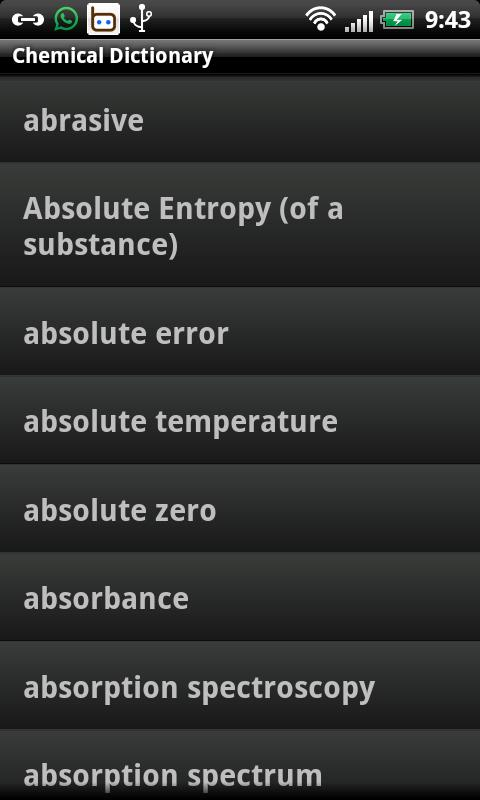 9:43
Chemical Dictionary
abrasive
Absolute Entropy (of a
substance)
absolute error
absolute temperature
absolute zero
absorbance
absorption spectroscopy
absorption spectrum